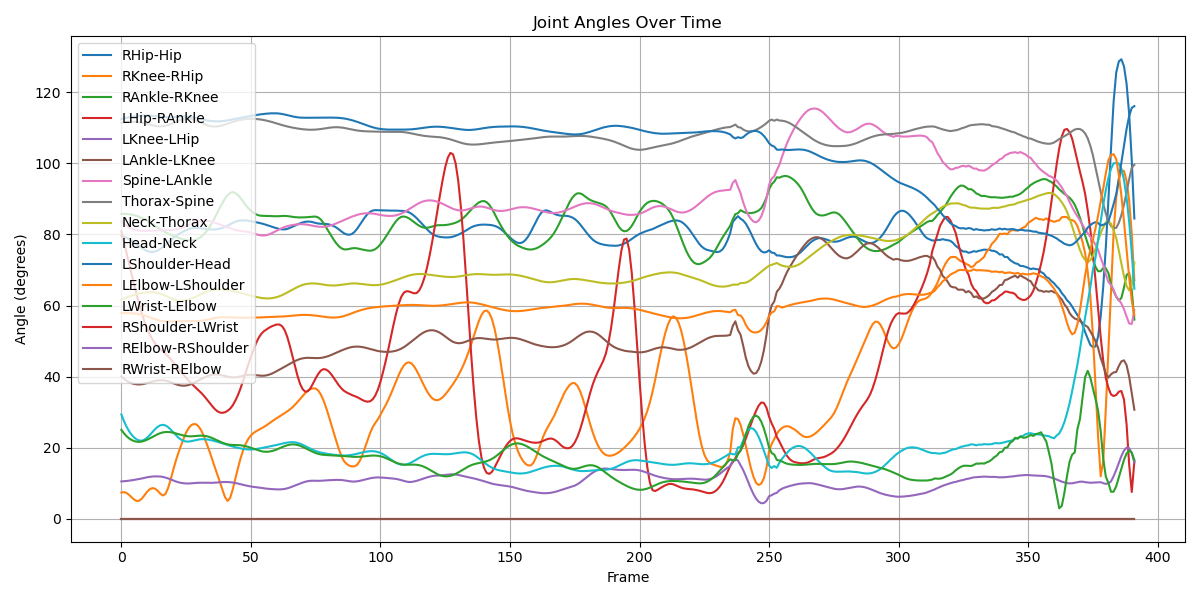 Joint Angles Over Time
RHip-Hip
RKnee-RHip
RAnkle-RKnee
LHip-RAnkle
LKnee-LHip
LAnkle-LKnee
Spine-LAnkle
Thorax-Spine
Neck-Thorax
Head-Neck
LShoulder-Head
LElbow-LShoulder
LWrist-LElbow
RShoulder-LWrist
RElbow-RShoulder
RWrist-RElbow
Angle (degrees)
120
100
80
60
40
20
0
0 50 100 150 200 250 300 350 400
Frame